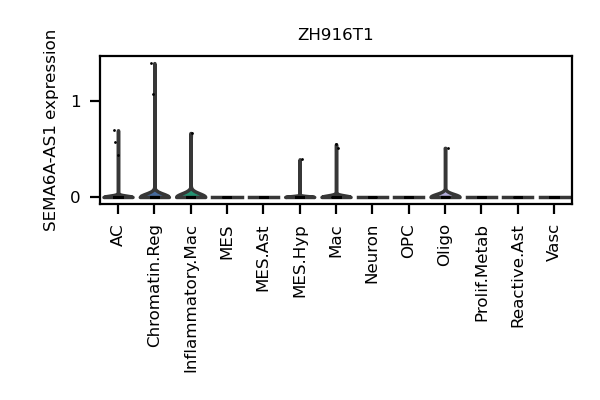 ZH916T1
SEMA6A-AS1 expression
1
0
AC
Chromatin.Reg
Inflammatory.Mac
MES
MES.Ast
MES.Hyp
Mac
Neuron
OPC
Oligo
Prolif.Metab
Reactive.Ast
Vasc